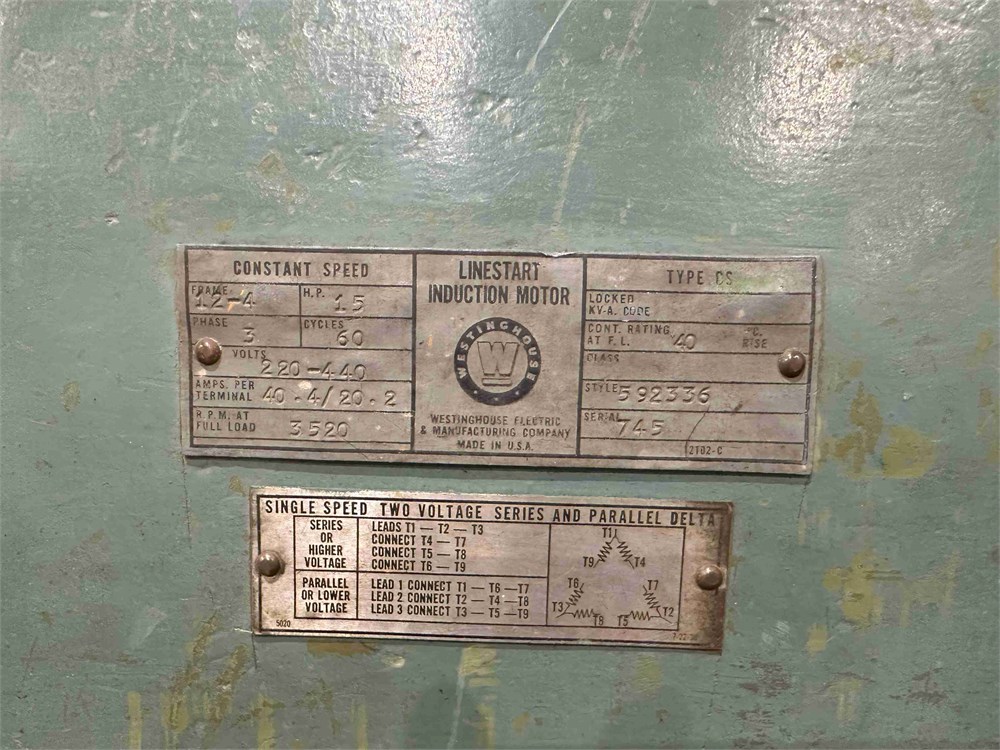 CONSTANT SPEED
FRAME 12-4 H.P. 15
PHASE 3 CYCLES 60
VOLTS 220-440
AMPS. PER TERMINAL 40.4/20.2
R.P.M. AT FULL LOAD 3520
LINESTART
INDUCTION MOTOR
WESTINGHOUSE
W
WESTINGHOUSE ELECTRIC
& MANUFACTURING COMPANY
MADE IN U.S.A.
TYPE CS
LOCKED
KV-A. CODE
CONT. RATING AT F.L. 40 °C. RISE
CLASS
STYLE 592336
SERIAL 745
2102-C
SINGLE SPEED TWO VOLTAGE SERIES AND PARALLEL DELTA
SERIES
OR
HIGHER
VOLTAGE
LEADS T1 — T2 — T3
CONNECT T4 — T7
CONNECT T5 — T8
CONNECT T6 — T9
PARALLEL
OR LOWER
VOLTAGE
LEAD 1 CONNECT T1 — T6 — T7
LEAD 2 CONNECT T2 — T4 — T8
LEAD 3 CONNECT T3 — T5 — T9
T1
T9 T4
T6 T7
T3 T8 T5 T2
5020